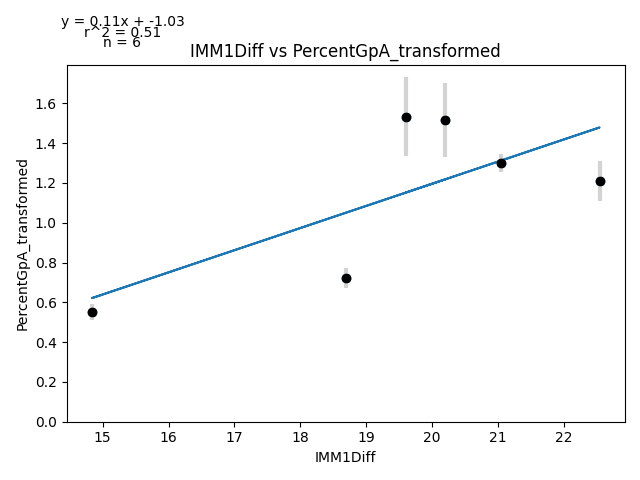 y = 0.11x + -1.03
r^2 = 0.51
n = 6
IMM1Diff vs PercentGpA_transformed
PercentGpA_transformed
1.6
1.4
1.2
1.0
0.8
0.6
0.4
0.2
0.0
15 16 17 18 19 20 21 22
IMM1Diff